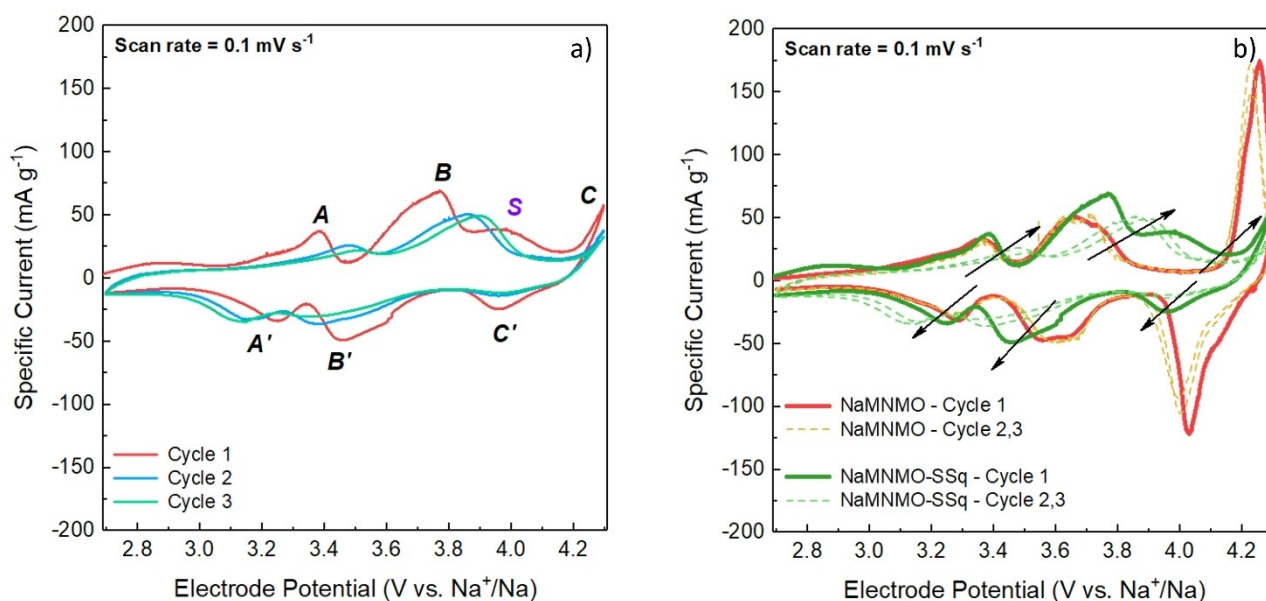 a)
Scan rate = 0.1 mV s⁻¹
Specific Current (mA g⁻¹)
200
150
100
50
0
-50
-100
-150
-200
A
B
S
C
A'
B'
C'
Cycle 1
Cycle 2
Cycle 3
2.8 3.0 3.2 3.4 3.6 3.8 4.0 4.2
Electrode Potential (V vs. Na⁺/Na)
b)
Scan rate = 0.1 mV s⁻¹
Specific Current (mA g⁻¹)
200
150
100
50
0
-50
-100
-150
-200
NaMNMO - Cycle 1
NaMNMO - Cycle 2,3
NaMNMO-SSq - Cycle 1
NaMNMO-SSq - Cycle 2,3
2.8 3.0 3.2 3.4 3.6 3.8 4.0 4.2
Electrode Potential (V vs. Na⁺/Na)